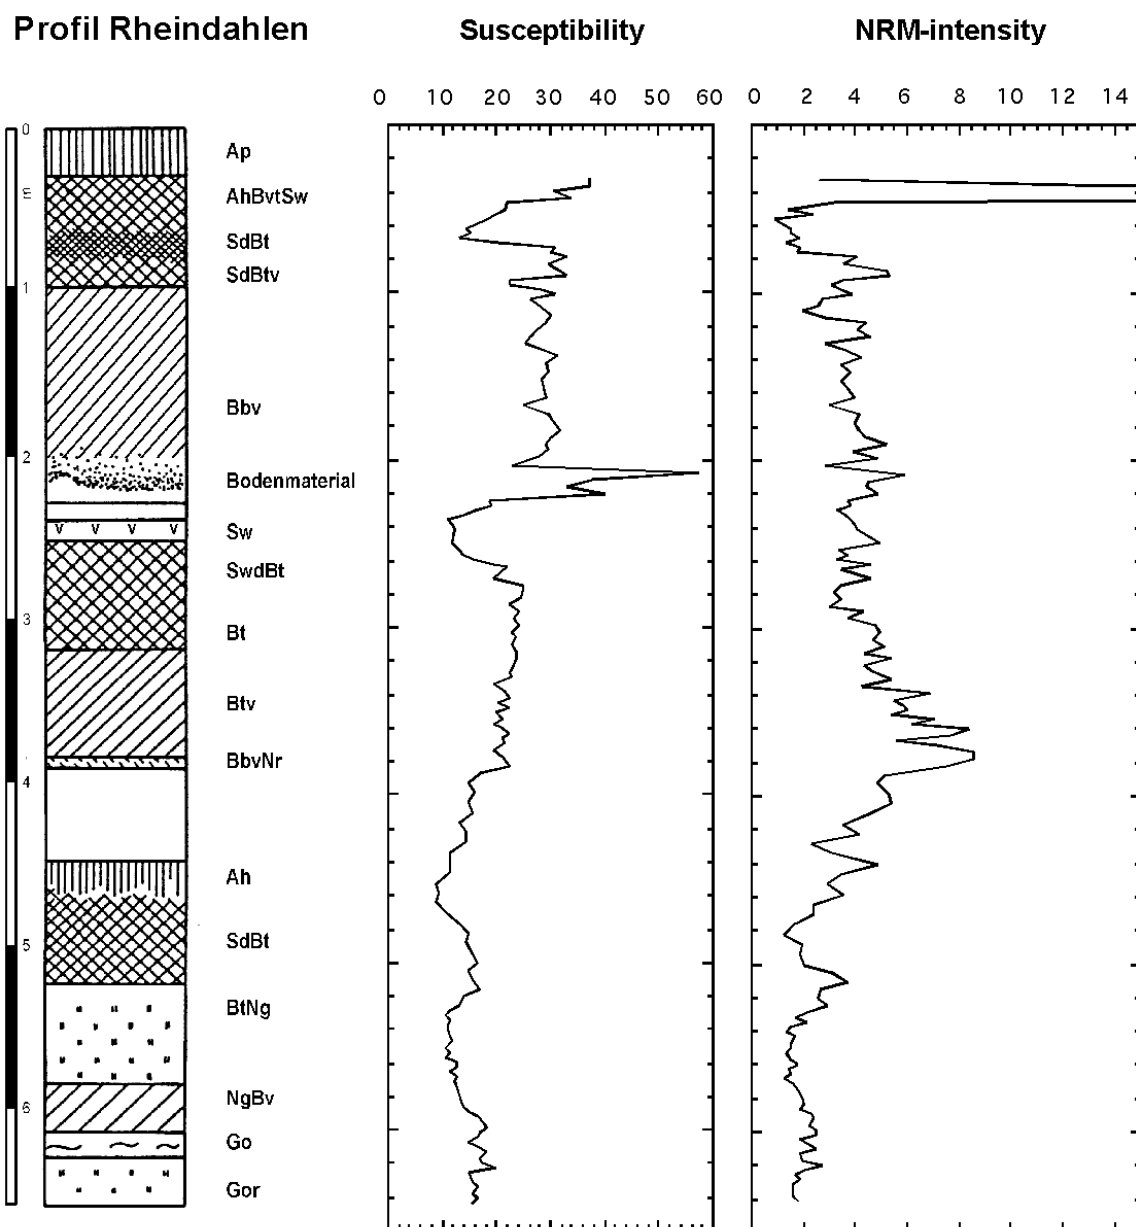 Profil Rheindahlen Susceptibility NRM-intensity
0 10 20 30 40 50 60 0 2 4 6 8 10 12 14
0
Ap
AhBvtSw
SdBt
SdBtv
1
Bbv
2
Bodenmaterial
v v v v
Sw
SwdBt
3
Bt
Btv
BbvNr
4
Ah
5
SdBt
BtNg
NgBv
6
Go
Gor